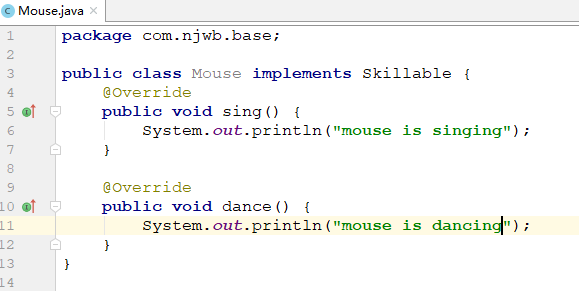 Mouse.java
1 package com.njwb.base;
2
3 public class Mouse implements Skillable {
4     @Override
5     public void sing() {
6         System.out.println("mouse is singing");
7     }
8
9     @Override
10     public void dance() {
11         System.out.println("mouse is dancing");
12     }
13 }
14